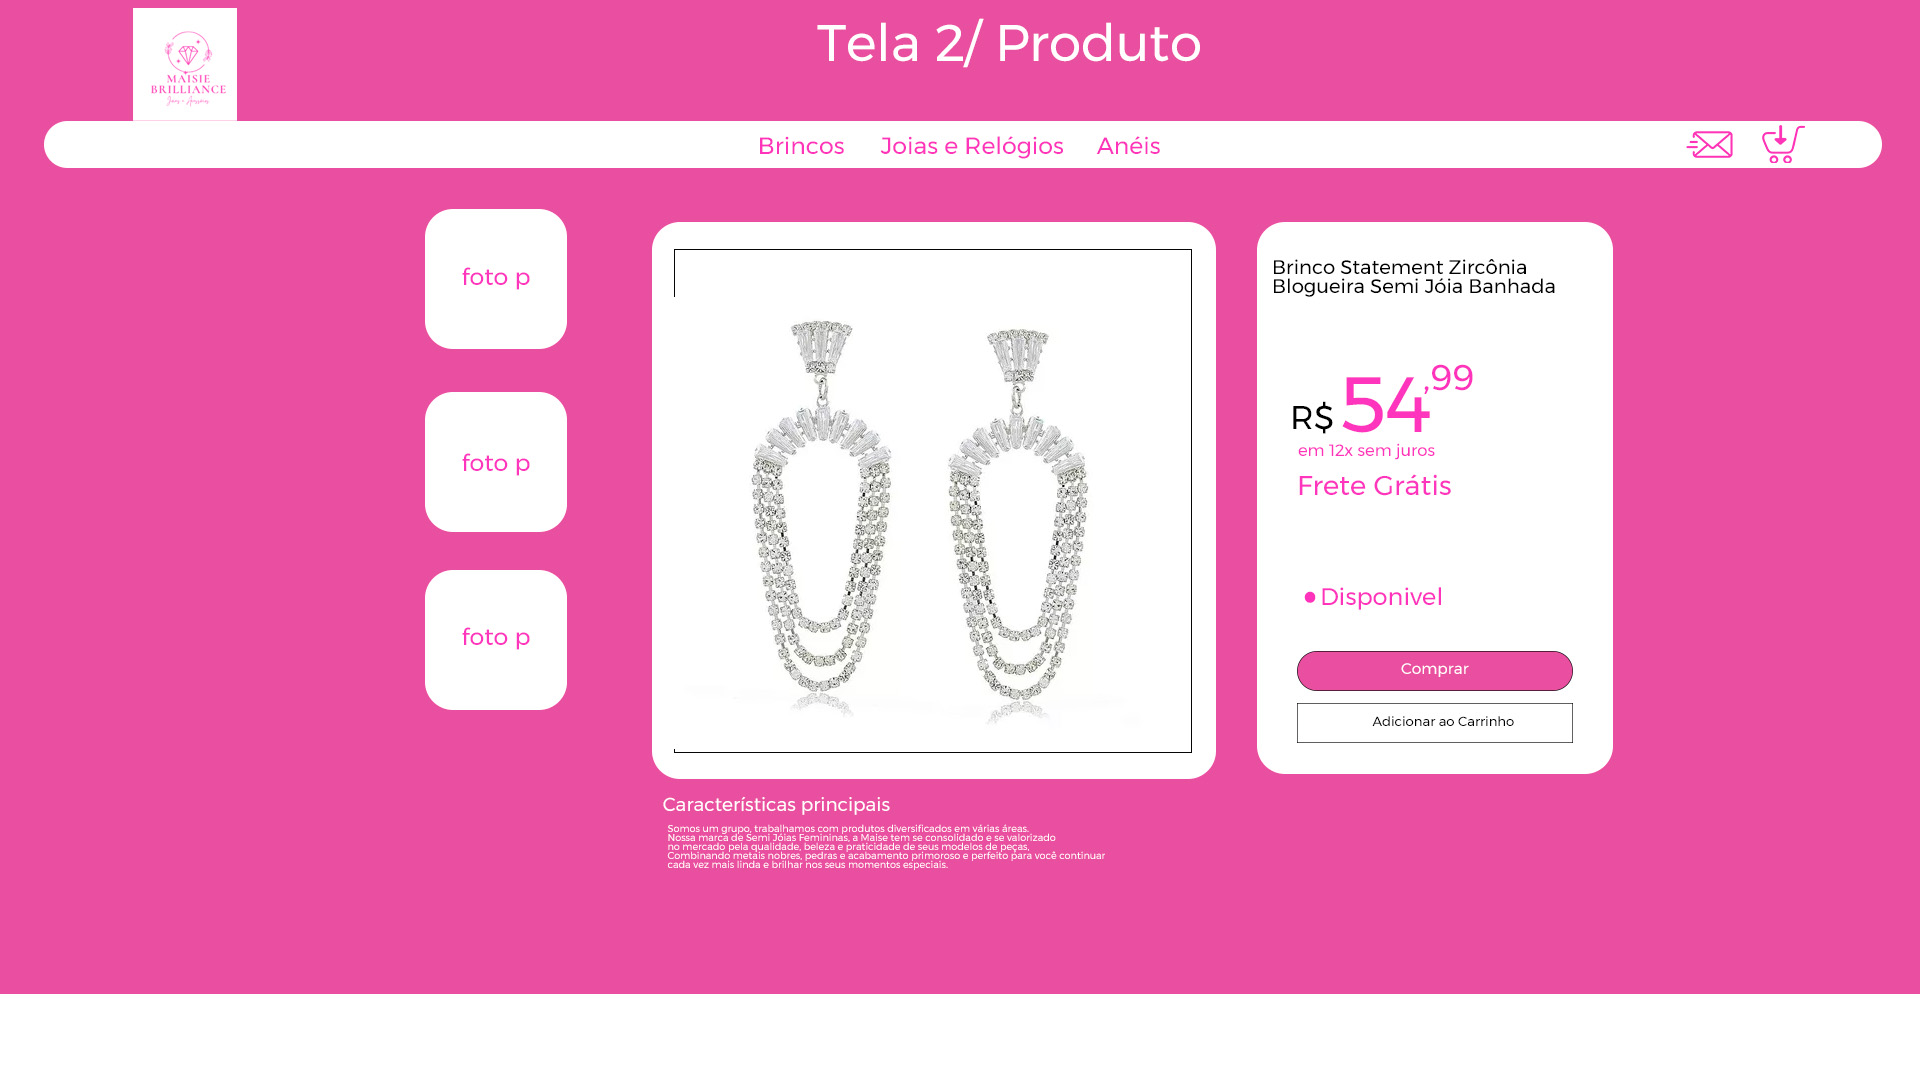 Tela 2/ Produto
MAISIE
BRILLIANCE
Brincos
Joias e Relógios
Anéis
foto p
foto p
foto p
Brinco Statement Zircônia
Blogueira Semi Jóia Banhada
R$ 54,99
em 12x sem juros
Frete Grátis
Disponivel
Comprar
Adicionar ao Carrinho
Características principais
Somos um grupo, trabalhamos com produtos diversificados em várias áreas.
Nossa marca de Semi Jóias Femininas, a Maise tem se consolidado e se valorizado
no mercado pela qualidade, beleza e praticidade de seus modelos de peças,
Combinando metais nobres, pedras e acabamento primoroso e perfeito para você continuar
cada vez mais linda e brilhar nos seus momentos especiais.